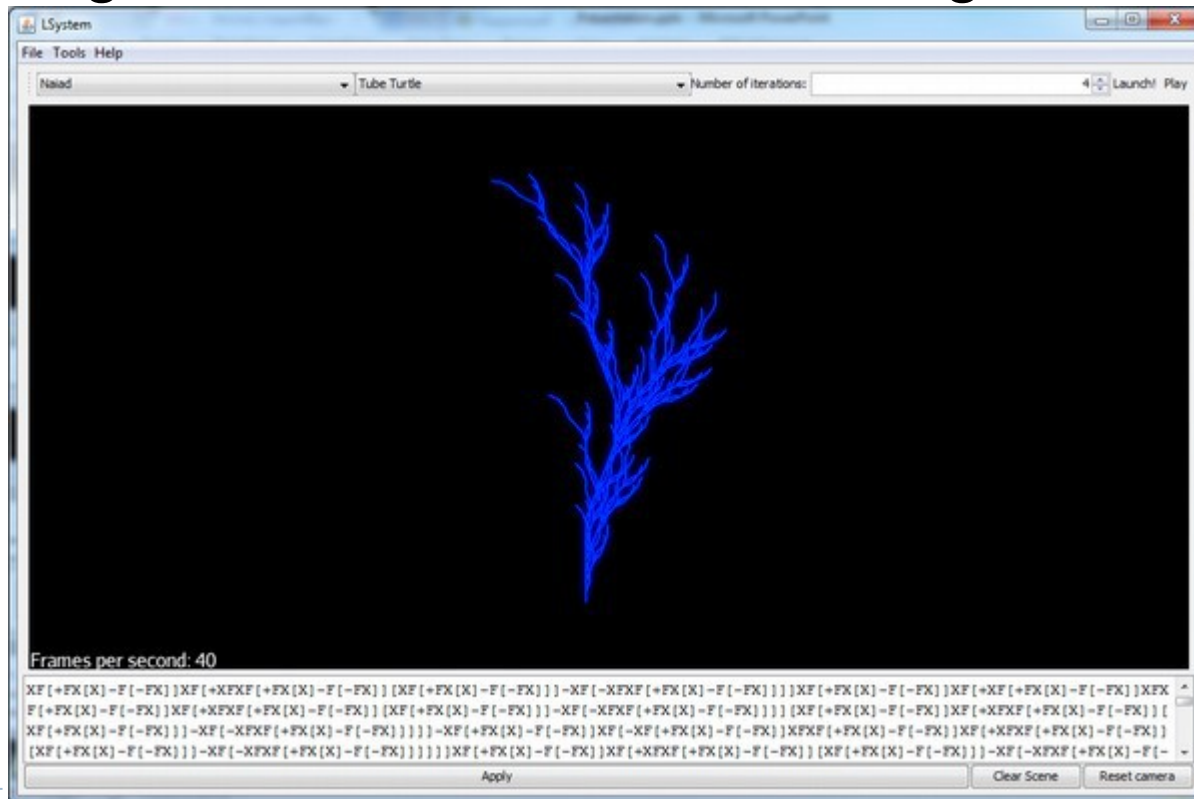 LSystem
File Tools Help
Naiad Tube Turtle Number of iterations: 4 Launch! Play
Frames per second: 40
XF[+FX[X]-F[-FX]]XF[+XFXF[+FX[X]-F[-FX]][XF[+FX[X]-F[-FX]]]-XF[-XFXF[+FX[X]-F[-FX]]]]XF[+FX[X]-F[-FX]]XF[+XF[+FX[X]-F[-FX]]XFX
F[+FX[X]-F[-FX]]XF[+XFXF[+FX[X]-F[-FX]][XF[+FX[X]-F[-FX]]]-XF[-XFXF[+FX[X]-F[-FX]]]][XF[+FX[X]-F[-FX]]XF[+XFXF[+FX[X]-F[-FX]][
XF[+FX[X]-F[-FX]]]-XF[-XFXF[+FX[X]-F[-FX]]]]]-XF[+FX[X]-F[-FX]]XF[-XF[+FX[X]-F[-FX]]XFXF[+FX[X]-F[-FX]]XF[+XFXF[+FX[X]-F[-FX]]
[XF[+FX[X]-F[-FX]]]-XF[-XFXF[+FX[X]-F[-FX]]]]]]XF[+FX[X]-F[-FX]]XF[+XFXF[+FX[X]-F[-FX]][XF[+FX[X]-F[-FX]]]-XF[-XFXF[+FX[X]-F[-
Apply Clear Scene Reset camera